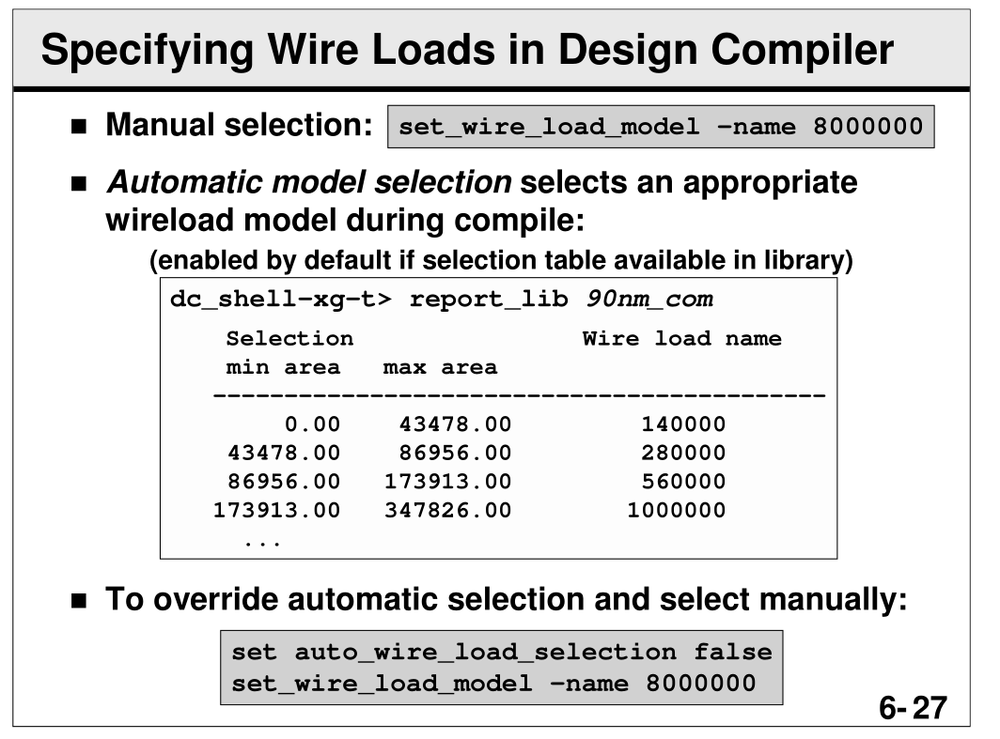 Specifying Wire Loads in Design Compiler
■ Manual selection: set_wire_load_model -name 8000000
■ Automatic model selection selects an appropriate
wireload model during compile:
(enabled by default if selection table available in library)
dc_shell-xg-t> report_lib 90nm_com
Selection Wire load name
min area max area
-------------------------------------------
0.00 43478.00 140000
43478.00 86956.00 280000
86956.00 173913.00 560000
173913.00 347826.00 1000000
...
■ To override automatic selection and select manually:
set auto_wire_load_selection false
set_wire_load_model -name 8000000
6- 27